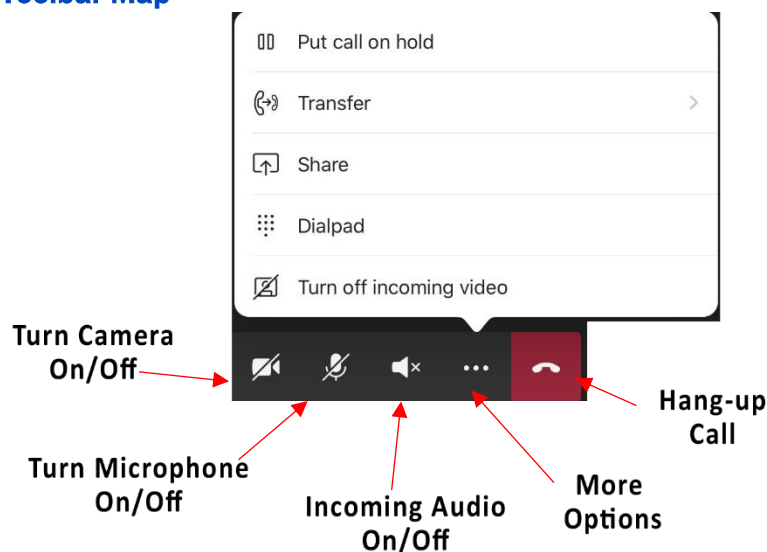 Toolbar Map
Put call on hold
Transfer
Share
Dialpad
Turn off incoming video
Turn Camera
On/Off
Hang-up
Call
Turn Microphone
On/Off
Incoming Audio
On/Off
More
Options